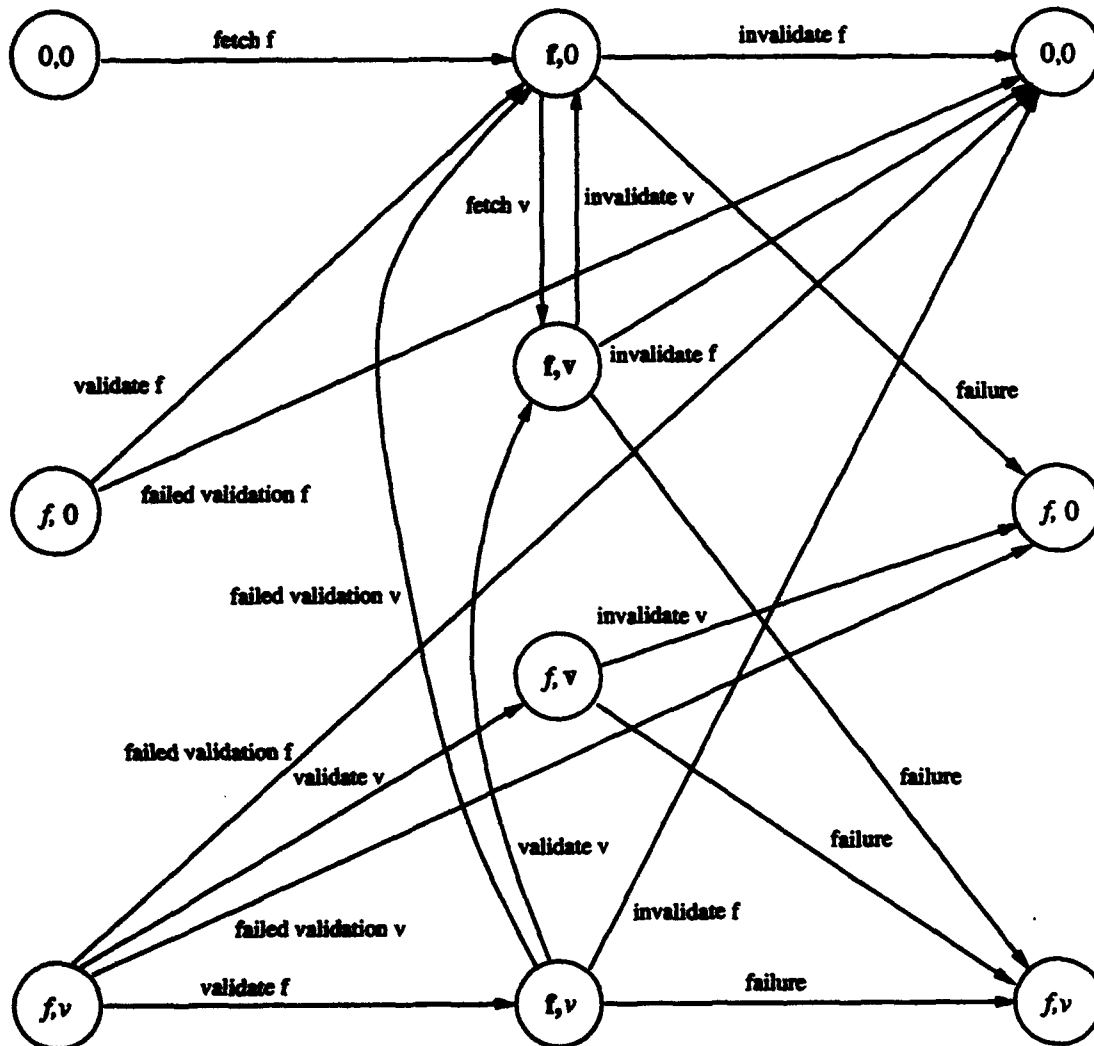 0,0
fetch f
f,0
invalidate f
0,0
fetch v
invalidate v
validate f
f,v
invalidate f
failure
f, 0
failed validation f
f, 0
failed validation v
invalidate v
f, v
failed validation f
validate v
failure
validate v
failure
failed validation v
invalidate f
f,v
validate f
f,v
failure
f,v